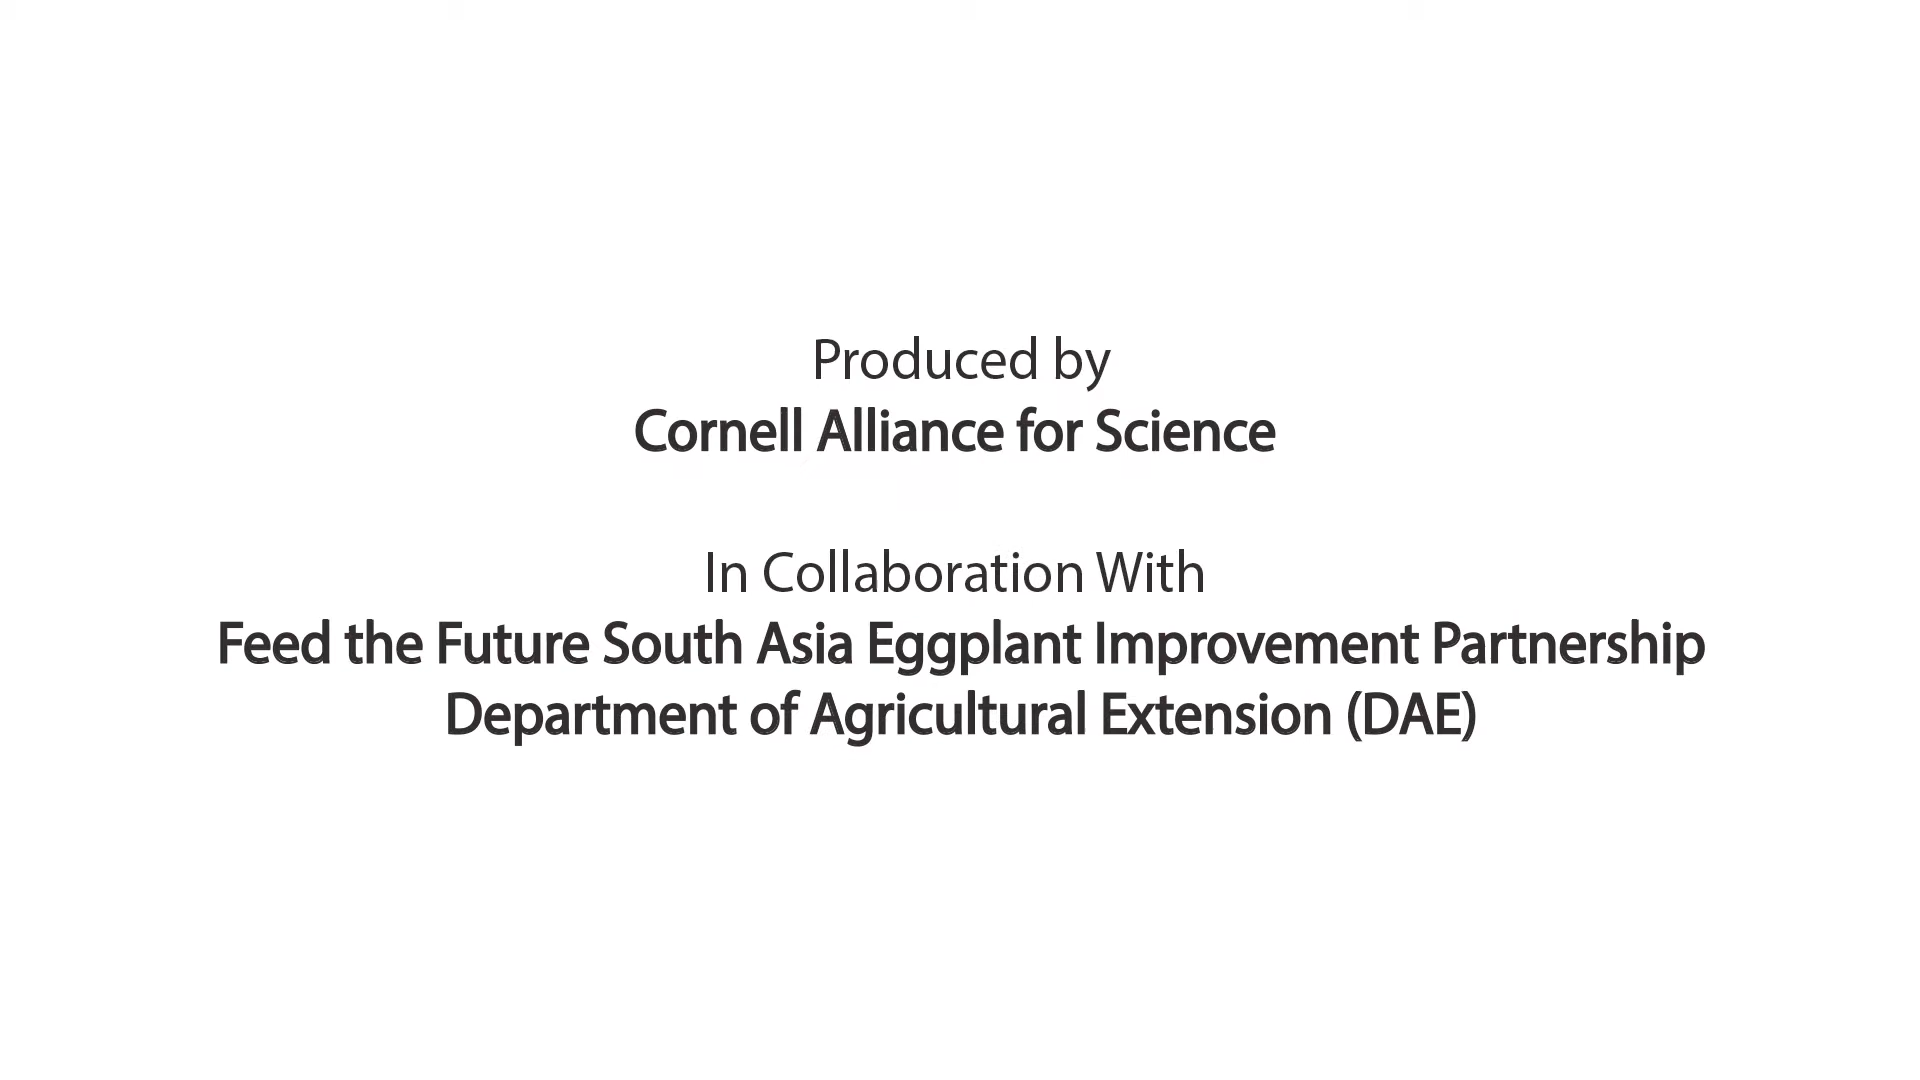 Produced by
Cornell Alliance for Science
In Collaboration With
Feed the Future South Asia Eggplant Improvement Partnership
Department of Agricultural Extension (DAE)